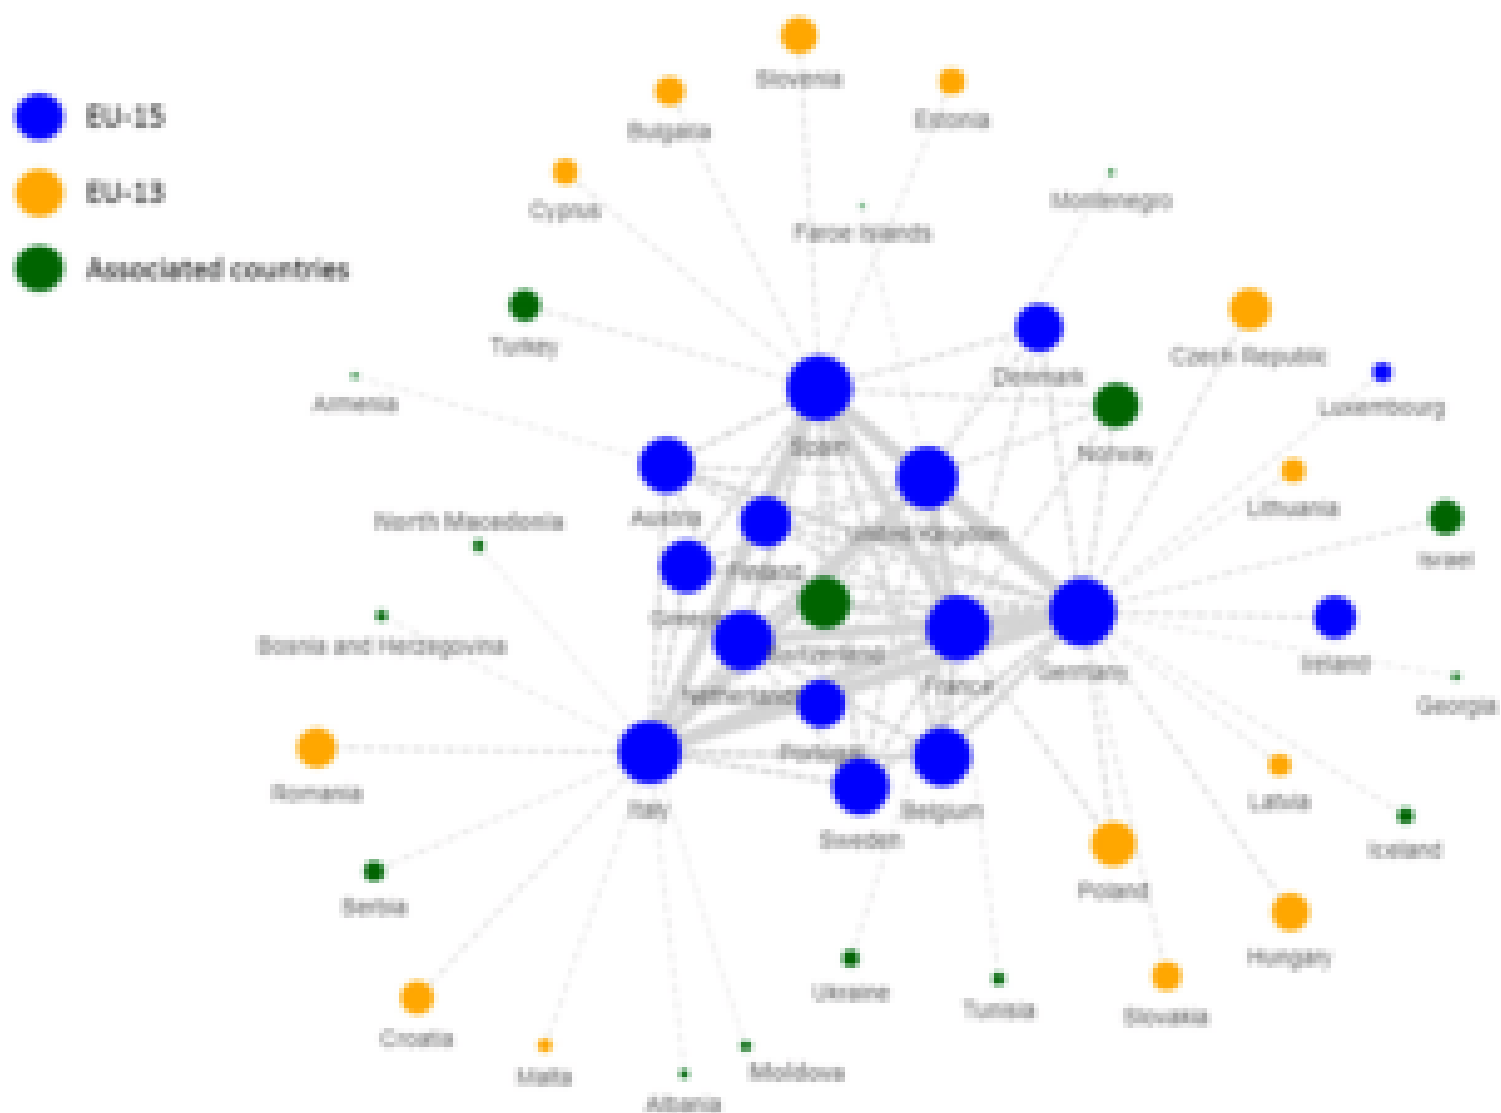 EU-15
EU-13
Associated countries
Slovenia
Estonia
Bulgaria
Montenegro
Cyprus
Faroe Islands
Turkey
Czech Republic
Denmark
Armenia
Luxembourg
Spain
Norway
Lithuania
North Macedonia
Austria
United Kingdom
Israel
Finland
Greece
Bosnia and Herzegovina
Switzerland
Ireland
Germany
France
Netherlands
Georgia
Portugal
Romania
Italy
Belgium
Latvia
Sweden
Iceland
Poland
Serbia
Hungary
Ukraine
Tunisia
Slovakia
Croatia
Malta
Moldova
Albania